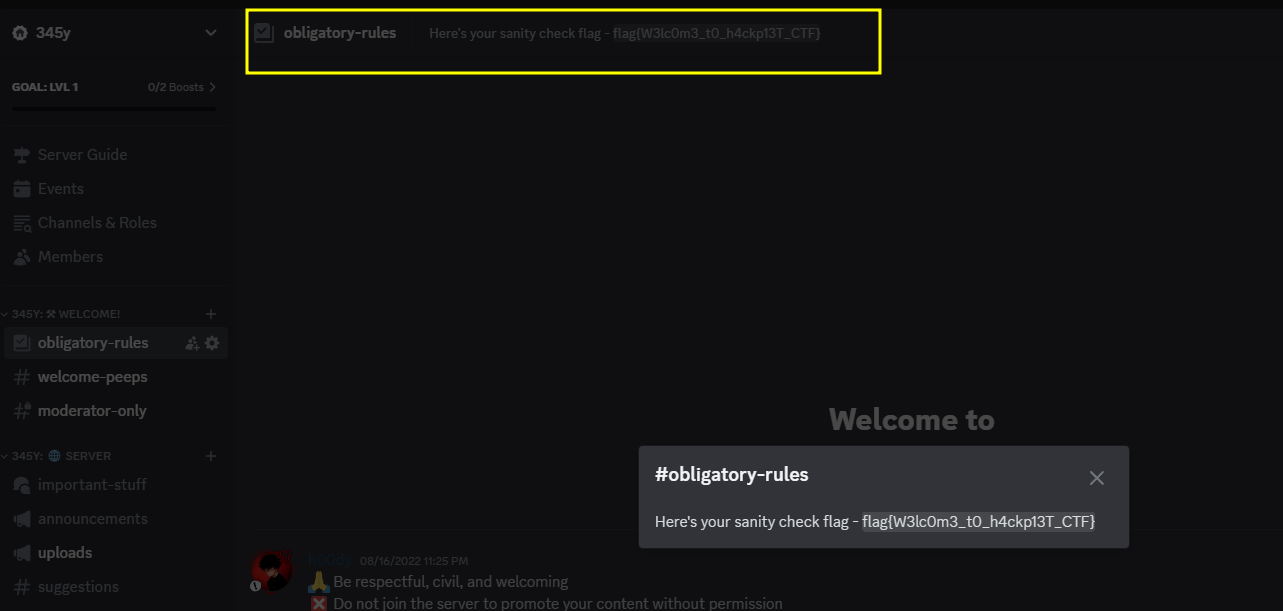 345y
GOAL: LVL 1 0/2 Boosts
Server Guide
Events
Channels & Roles
Members
345Y: ⚒ WELCOME!
obligatory-rules
welcome-peeps
moderator-only
345Y: 🌐 SERVER
important-stuff
announcements
uploads
suggestions
obligatory-rules Here's your sanity check flag - flag{W3lc0m3_t0_h4ckp13T_CTF}
Welcome to
#obligatory-rules
Here's your sanity check flag - flag{W3lc0m3_t0_h4ckp13T_CTF}
08/16/2022 11:25 PM
🙏 Be respectful, civil, and welcoming
❌ Do not join the server to promote your content without permission